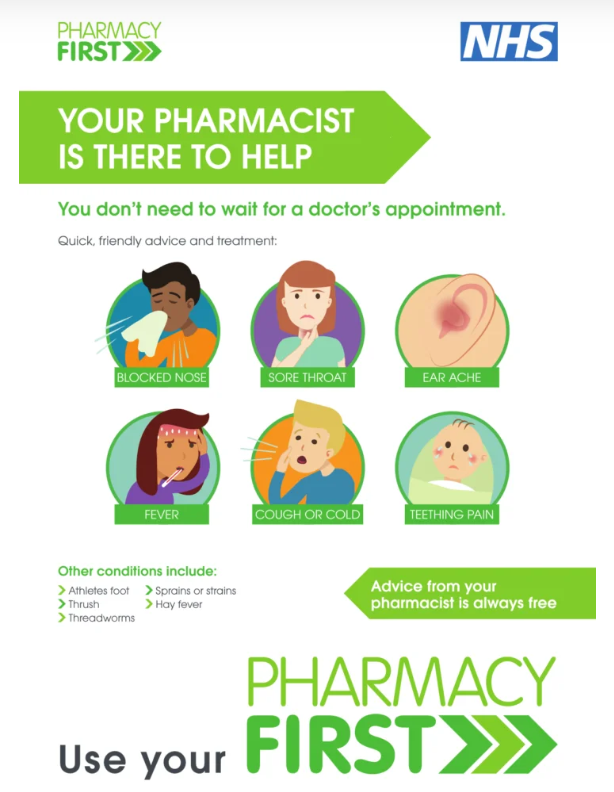 PHARMACY
FIRST
NHS
YOUR PHARMACIST
IS THERE TO HELP
You don't need to wait for a doctor's appointment.
Quick, friendly advice and treatment:
BLOCKED NOSE
SORE THROAT
EAR ACHE
FEVER
COUGH OR COLD
TEETHING PAIN
Other conditions include:
Athletes foot
Thrush
Threadworms
Sprains or strains
Hay fever
Advice from your
pharmacist is always free
Use your
PHARMACY
FIRST